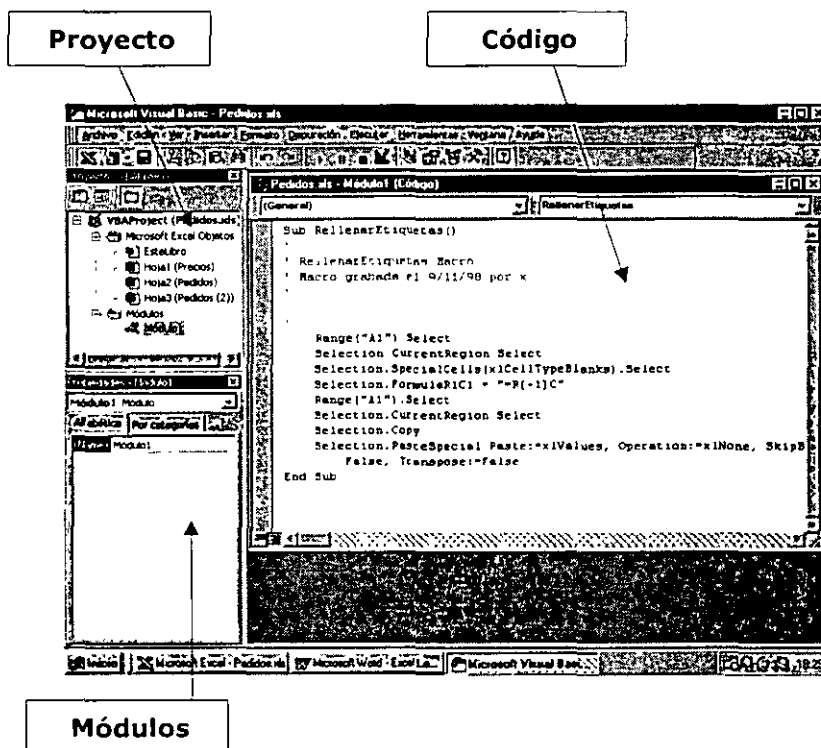 Proyecto
Código
Microsoft Visual Basic - Pedidos.xls
Archivo Edición Ver Insertar Formato Depuración Ejecutar Herramientas Ventana Ayuda
VBAProject (Pedidos.xls)
Microsoft Excel Objetos
Hoja1 (Precios)
Hoja2 (Pedidos)
Hoja3 (Pedidos (2))
Módulos
Módulo1
Propiedades - Módulo1
Módulo1 Módulo
Alfabética Por categorías
Módulo1
Pedidos.xls - Módulo1 (Código)
(General) RellenarEtiquetas
Sub RellenarEtiquetas()
'
' RellenarEtiquetas Macro
' Macro grabada el 9/11/98 por x
'
'
Range("A1").Select
Selection.CurrentRegion.Select
Selection.SpecialCells(xlCellTypeBlanks).Select
Selection.FormulaR1C1 = "=R[-1]C"
Range("A1").Select
Selection.CurrentRegion.Select
Selection.Copy
Selection.PasteSpecial Paste:=xlValues, Operation:=xlNone, SkipB
False, Transpose:=False
End Sub
Inicio Microsoft Excel - Pedidos.xls Microsoft Word - Excel La... Microsoft Visual Basi...
Módulos